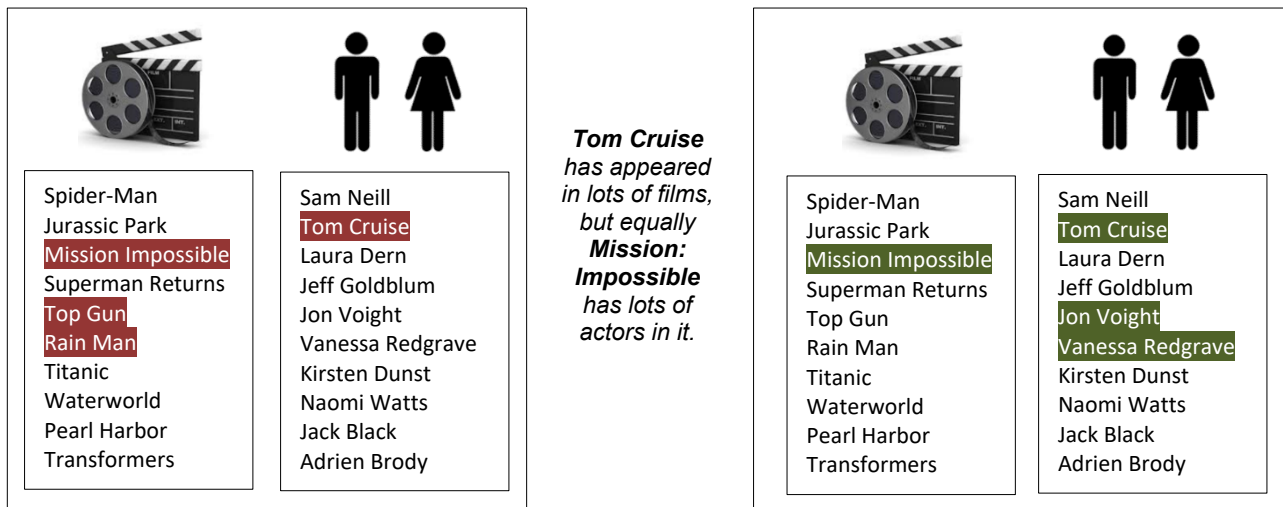 Spider-Man
Jurassic Park
Mission Impossible
Superman Returns
Top Gun
Rain Man
Titanic
Waterworld
Pearl Harbor
Transformers
Sam Neill
Tom Cruise
Laura Dern
Jeff Goldblum
Jon Voight
Vanessa Redgrave
Kirsten Dunst
Naomi Watts
Jack Black
Adrien Brody
Tom Cruise
has appeared
in lots of films,
but equally
Mission:
Impossible
has lots of
actors in it.
Spider-Man
Jurassic Park
Mission Impossible
Superman Returns
Top Gun
Rain Man
Titanic
Waterworld
Pearl Harbor
Transformers
Sam Neill
Tom Cruise
Laura Dern
Jeff Goldblum
Jon Voight
Vanessa Redgrave
Kirsten Dunst
Naomi Watts
Jack Black
Adrien Brody